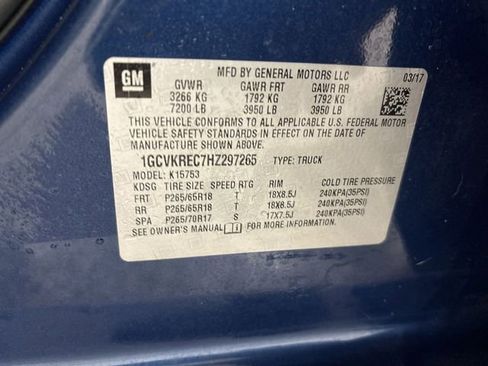 GM
MFD BY GENERAL MOTORS LLC 03/17
GVWR GAWR FRT GAWR RR
3266 KG 1792 KG 1792 KG
7200 LB 3950 LB 3950 LB
THIS VEHICLE CONFORMS TO ALL APPLICABLE U.S. FEDERAL MOTOR
VEHICLE SAFETY STANDARDS IN EFFECT ON THE DATE OF
MANUFACTURE SHOWN ABOVE.
1GCVKREC7HZ297265 TYPE: TRUCK
MODEL: K15753
KDSG TIRE SIZE SPEED RTG RIM COLD TIRE PRESSURE
FRT P265/65R18 T 18X8.5J 240KPA(35PSI)
RR P265/65R18 T 18X8.5J 240KPA(35PSI)
SPA P265/70R17 S 17X7.5J 240KPA(35PSI)
SEE OWNER'S MANUAL FOR MORE INFORMATION.